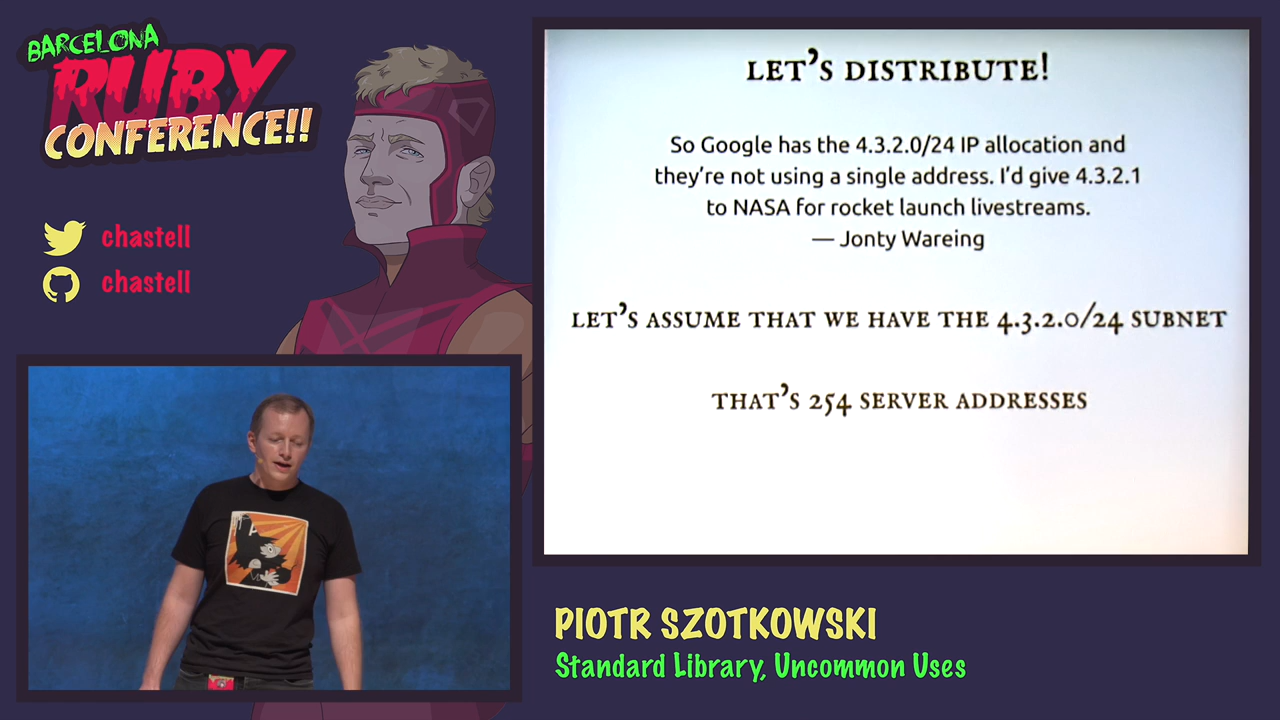 BARCELONA
RUBY
CONFERENCE!!
chastell
chastell
LET'S DISTRIBUTE!
So Google has the 4.3.2.0/24 IP allocation and
they're not using a single address. I'd give 4.3.2.1
to NASA for rocket launch livestreams.
— Jonty Wareing
LET'S ASSUME THAT WE HAVE THE 4.3.2.0/24 SUBNET
THAT'S 254 SERVER ADDRESSES
PIOTR SZOTKOWSKI
Standard Library, Uncommon Uses